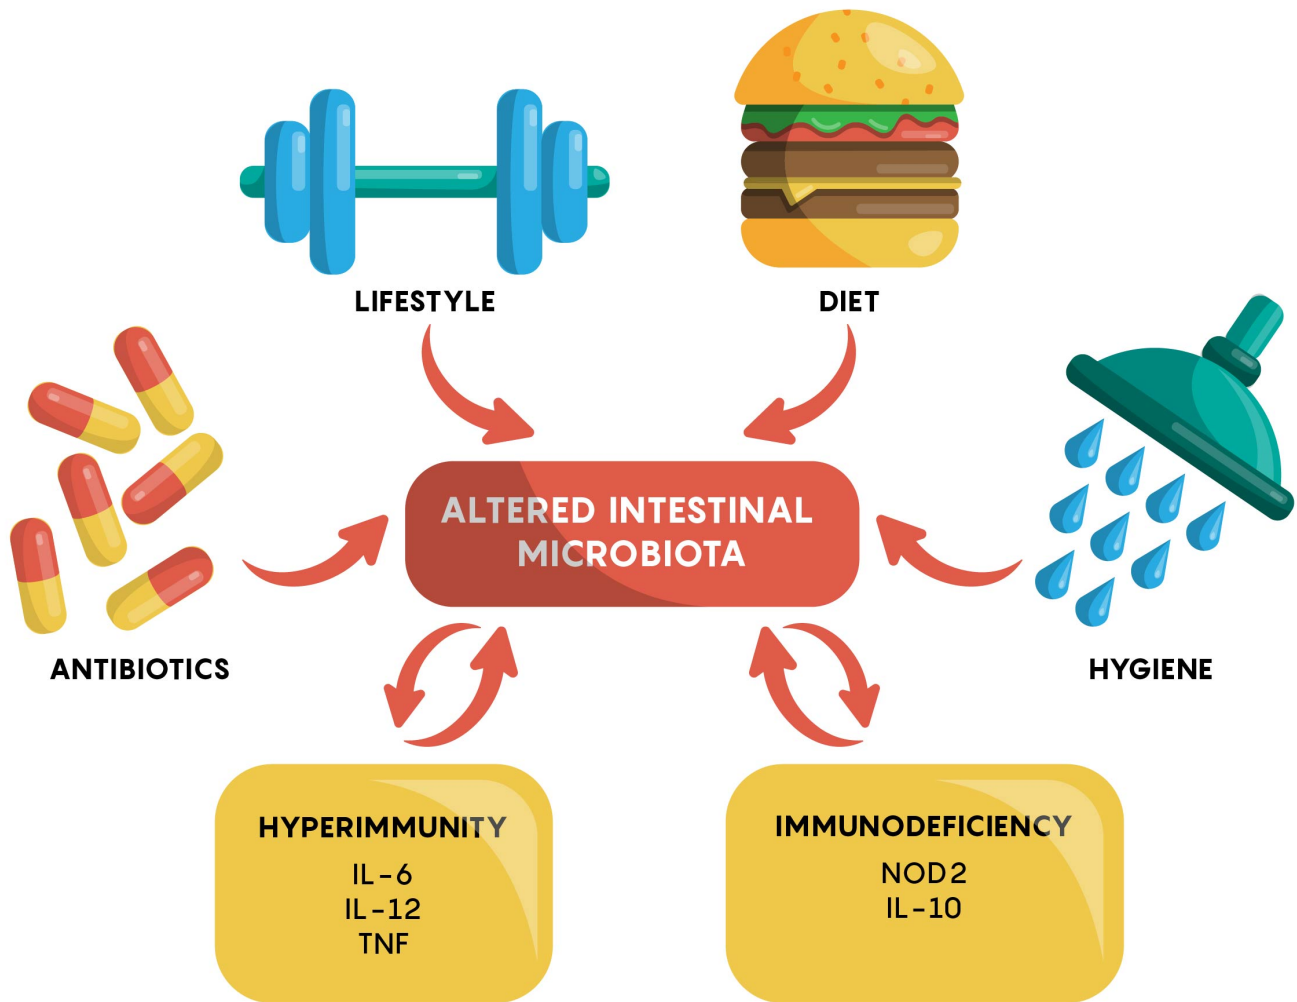 LIFESTYLE
DIET
ALTERED INTESTINAL
MICROBIOTA
ANTIBIOTICS
HYGIENE
HYPERIMMUNITY
IL-6
IL-12
TNF
IMMUNODEFICIENCY
NOD2
IL-10